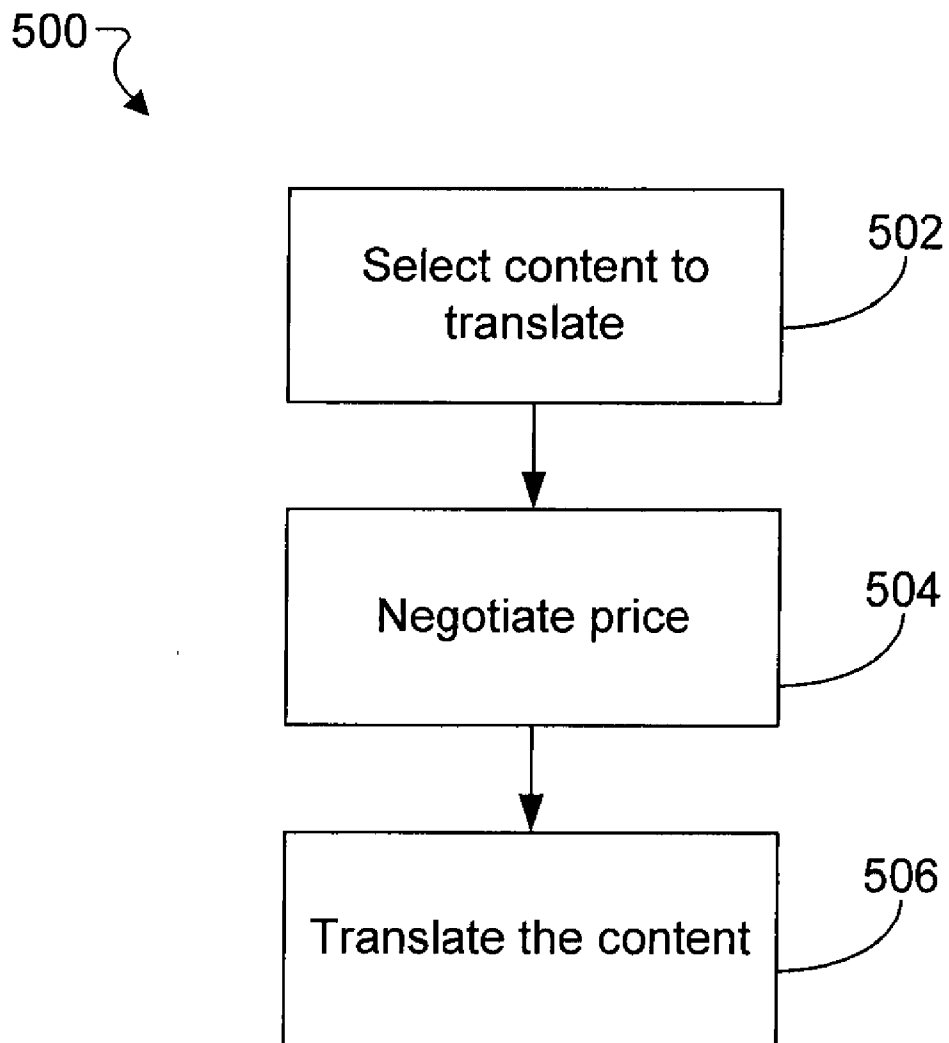 500
Select content to
translate
502
Negotiate price
504
Translate the content
506